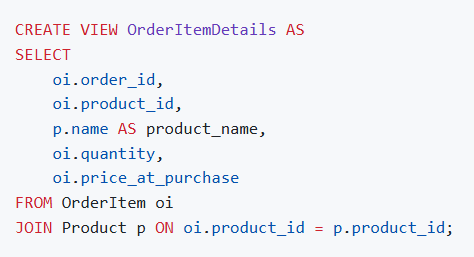 CREATE VIEW OrderItemDetails AS
SELECT
    oi.order_id,
    oi.product_id,
    p.name AS product_name,
    oi.quantity,
    oi.price_at_purchase
FROM OrderItem oi
JOIN Product p ON oi.product_id = p.product_id;